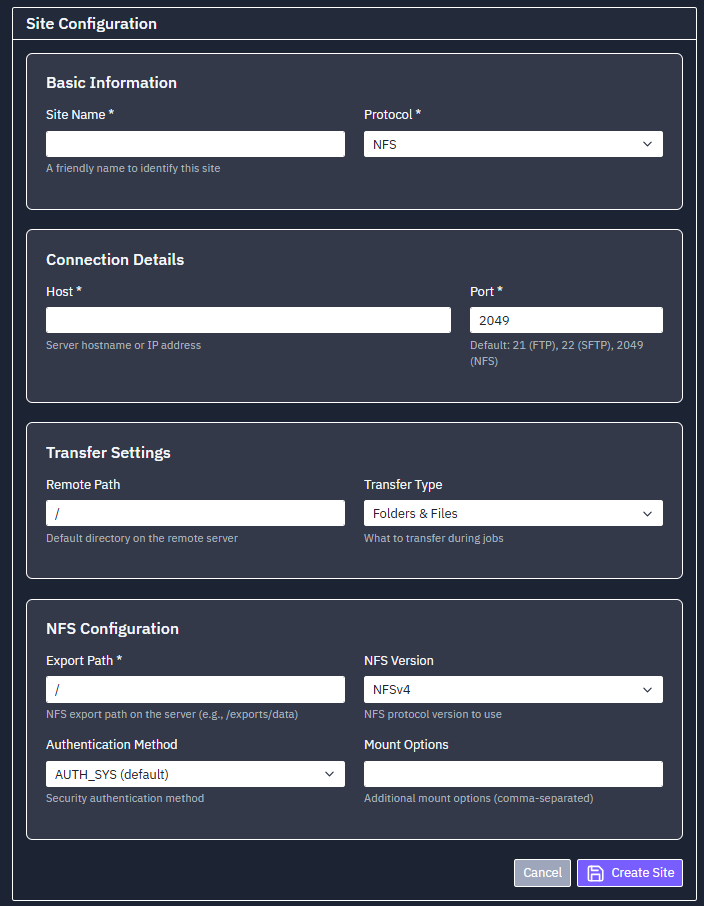 Site Configuration
Basic Information
Site Name *
Protocol *
NFS
A friendly name to identify this site
Connection Details
Host *
Port *
2049
Server hostname or IP address
Default: 21 (FTP), 22 (SFTP), 2049
(NFS)
Transfer Settings
Remote Path
Transfer Type
/
Folders & Files
Default directory on the remote server
What to transfer during jobs
NFS Configuration
Export Path *
NFS Version
/
NFSv4
NFS export path on the server (e.g., /exports/data)
NFS protocol version to use
Authentication Method
Mount Options
AUTH_SYS (default)
Security authentication method
Additional mount options (comma-separated)
Cancel
Create Site